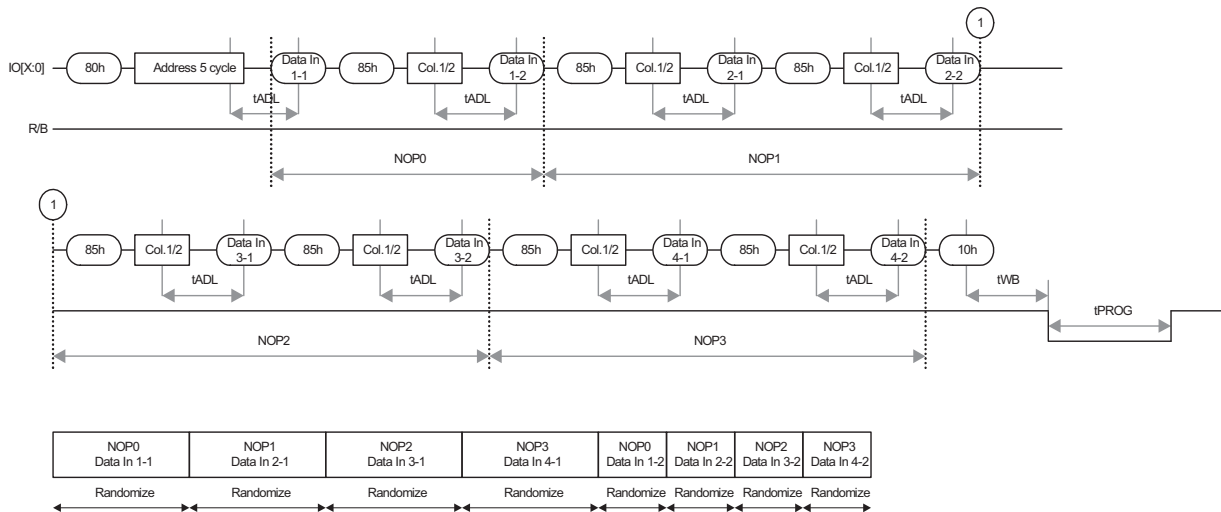 1
IO[X:0] 80h Address 5 cycle Data In 1-1 85h Col.1/2 Data In 1-2 85h Col.1/2 Data In 2-1 85h Col.1/2 Data In 2-2
tADL tADL tADL tADL
R/B
NOP0 NOP1
1
85h Col.1/2 Data In 3-1 85h Col.1/2 Data In 3-2 85h Col.1/2 Data In 4-1 85h Col.1/2 Data In 4-2 10h
tADL tADL tADL tADL tWB
tPROG
NOP2 NOP3
NOP0 NOP1 NOP2 NOP3 NOP0 NOP1 NOP2 NOP3
Data In 1-1 Data In 2-1 Data In 3-1 Data In 4-1 Data In 1-2 Data In 2-2 Data In 3-2 Data In 4-2
Randomize Randomize Randomize Randomize Randomize Randomize Randomize Randomize